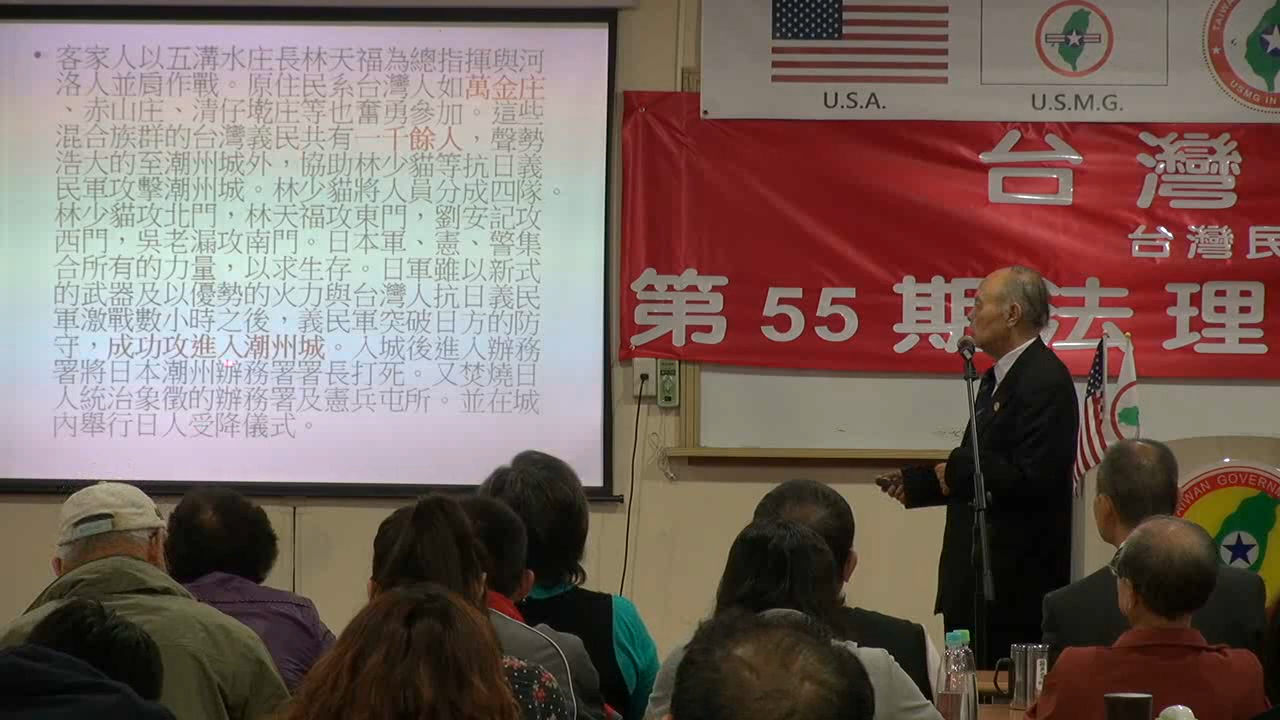 • 客家人以五溝水庄長林天福為總指揮與河
洛人並肩作戰。原住民系台灣人如萬金庄
、赤山庄、清仔墘庄等也奮勇參加。這些
混合族群的台灣義民共有一千餘人，聲勢
浩大的至潮州城外，協助林少貓等抗日義
民軍攻擊潮州城。林少貓將人員分成四隊。
林少貓攻北門，林天福攻東門，劉安記攻
西門，吳老漏攻南門。日本軍、憲、警集
合所有的力量，以求生存。日軍雖以新式
的武器及以優勢的火力與台灣人抗日義民
軍激戰數小時之後，義民軍突破日方的防
守，成功攻進入潮州城。入城後進入辦務
署將日本潮州辦務署署長打死。又焚燒日
人統治象徵的辦務署及憲兵屯所。並在城
內舉行日人受降儀式。
U.S.A.
U.S.M.G.
USMG IN
台灣
台灣民
第55期法理
TAIWAN GOVERN